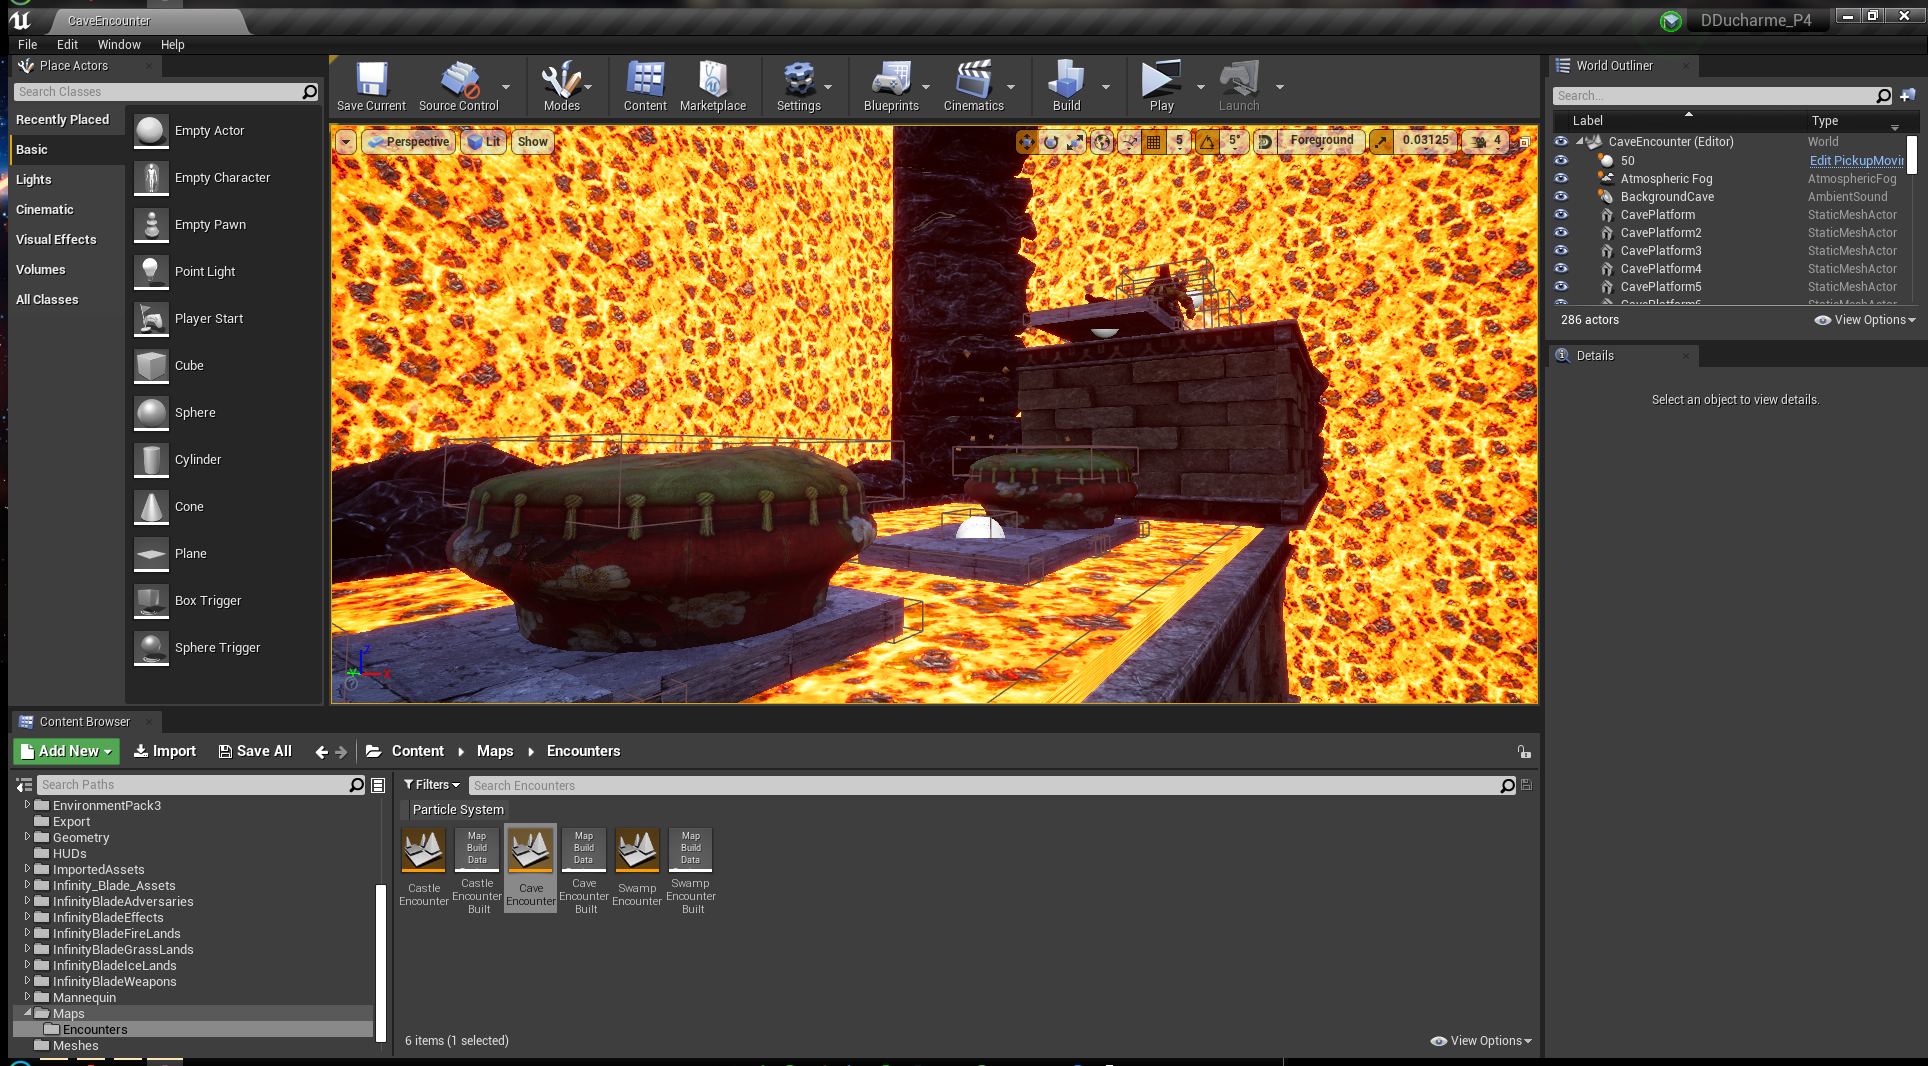 CaveEncounter
DDucharme_P4
File Edit Window Help
Place Actors
Search Classes
Recently Placed
Basic
Lights
Cinematic
Visual Effects
Volumes
All Classes
Empty Actor
Empty Character
Empty Pawn
Point Light
Player Start
Cube
Sphere
Cylinder
Cone
Plane
Box Trigger
Sphere Trigger
Save Current Source Control Modes Content Marketplace Settings Blueprints Cinematics Build Play Launch
Perspective Lit Show 5 5° Foreground 0.03125 4
Z
X
World Outliner
Search...
Label Type
CaveEncounter (Editor) World
50 Edit PickupMovin
Atmospheric Fog AtmosphericFog
BackgroundCave AmbientSound
CavePlatform StaticMeshActor
CavePlatform2 StaticMeshActor
CavePlatform3 StaticMeshActor
CavePlatform4 StaticMeshActor
CavePlatform5 StaticMeshActor
CavePlatform6 StaticMeshActor
286 actors View Options
Details
Select an object to view details.
Content Browser
Add New Import Save All Content Maps Encounters
Search Paths
EnvironmentPack3
Export
Geometry
HUDs
ImportedAssets
Infinity_Blade_Assets
InfinityBladeAdversaries
InfinityBladeEffects
InfinityBladeFireLands
InfinityBladeGrassLands
InfinityBladeIceLands
InfinityBladeWeapons
Mannequin
Maps
Encounters
Meshes
Filters Search Encounters
Particle System
Castle
Encounter
Map
Build
Data
Castle
Encounter
Built
Cave
Encounter
Map
Build
Data
Cave
Encounter
Built
Swamp
Encounter
Map
Build
Data
Swamp
Encounter
Built
6 items (1 selected) View Options